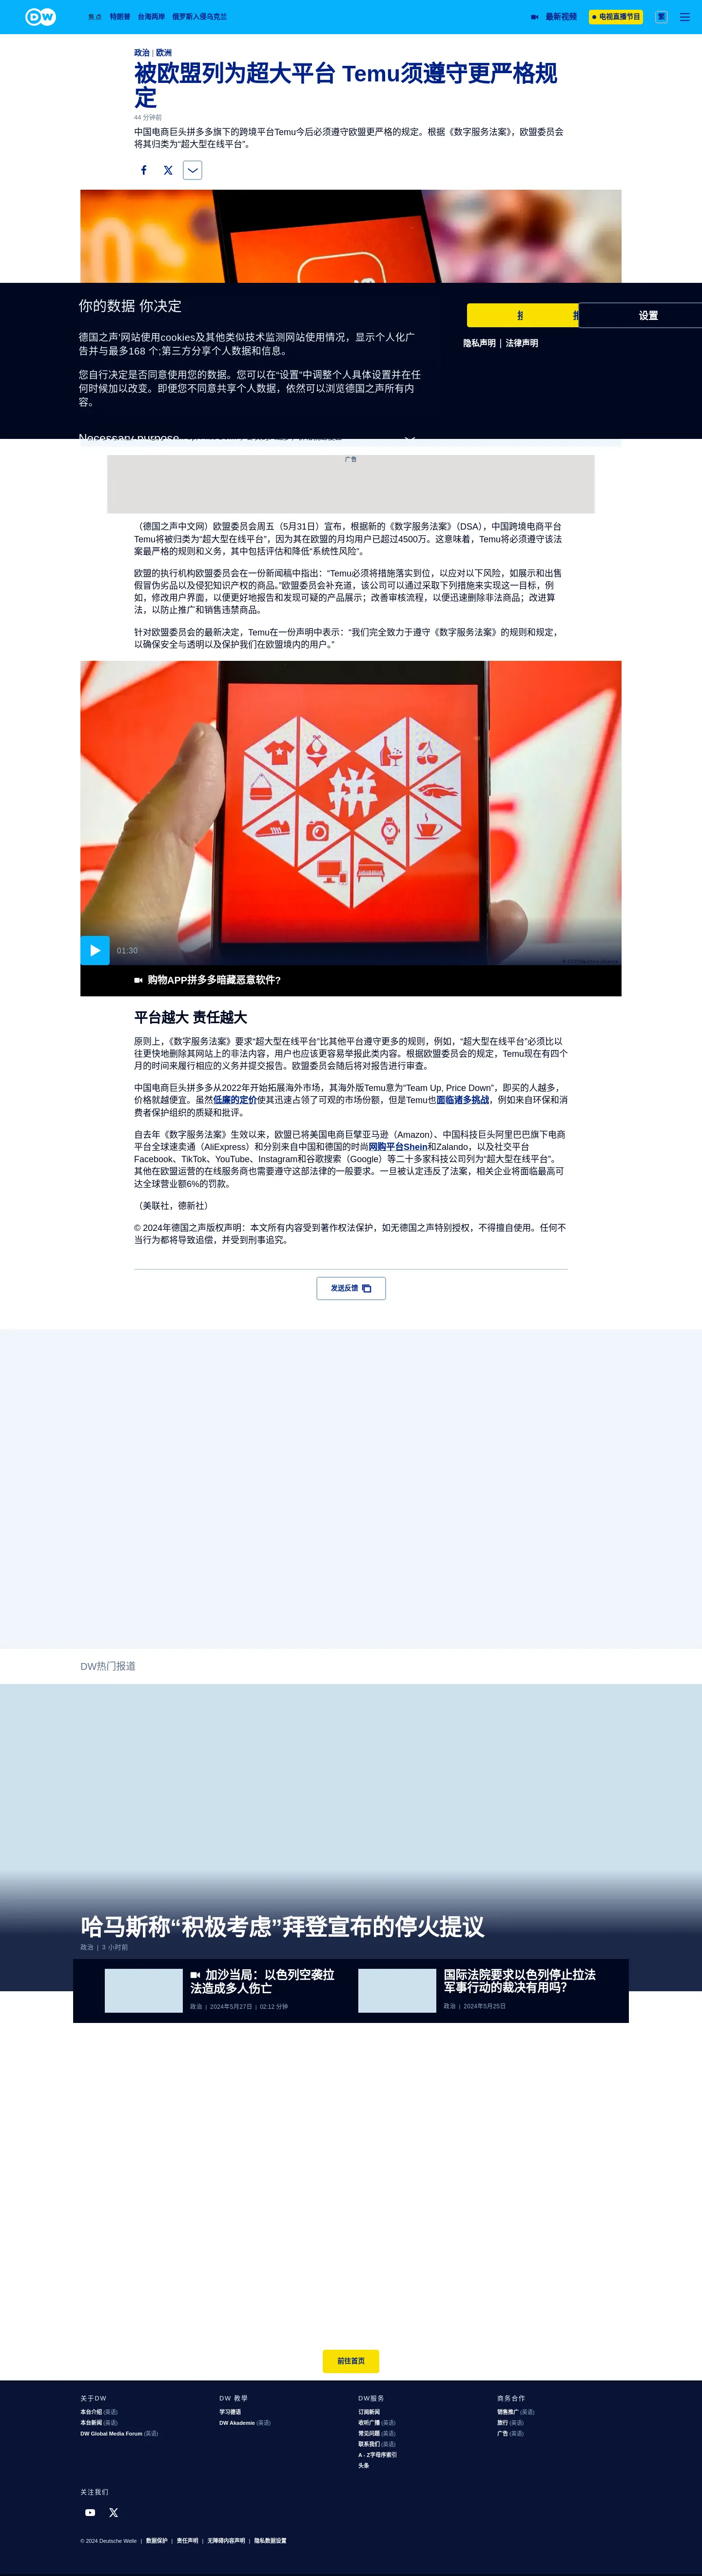 DW
焦点 特朗普 台海两岸 俄罗斯入侵乌克兰
最新视频 电视直播节目 繁
政治 | 欧洲
被欧盟列为超大平台 Temu须遵守更严格规
定
44 分钟前
中国电商巨头拼多多旗下的跨境平台Temu今后必须遵守欧盟更严格的规定。根据《数字服务法案》，欧盟委员会
将其归类为“超大型在线平台”。
你的数据 你决定
设置
德国之声'网站使用cookies及其他类似技术监测网站使用情况，显示个人化广
告并与最多168 个;第三方分享个人数据和信息。
隐私声明 | 法律声明
您自行决定是否同意使用您的数据。您可以在"设置"中调整个人具体设置并在任
何时候加以改变。即便您不同意共享个人数据，依然可以浏览德国之声所有内
容。
Necessary purpose
广告
（德国之声中文网）欧盟委员会周五（5月31日）宣布，根据新的《数字服务法案》（DSA），中国跨境电商平台
Temu将被归类为“超大型在线平台”，因为其在欧盟的月均用户已超过4500万。这意味着，Temu将必须遵守该法
案最严格的规则和义务，其中包括评估和降低“系统性风险”。
欧盟的执行机构欧盟委员会在一份新闻稿中指出：“Temu必须将措施落实到位，以应对以下风险，如展示和出售
假冒伪劣品以及侵犯知识产权的商品。”欧盟委员会补充道，该公司可以通过采取下列措施来实现这一目标，例
如，修改用户界面，以便更好地报告和发现可疑的产品展示；改善审核流程，以便迅速删除非法商品；改进算
法，以防止推广和销售违禁商品。
针对欧盟委员会的最新决定，Temu在一份声明中表示：“我们完全致力于遵守《数字服务法案》的规则和规定，
以确保安全与透明以及保护我们在欧盟境内的用户。”
拼
01:30
购物APP拼多多暗藏恶意软件?
平台越大 责任越大
原则上，《数字服务法案》要求“超大型在线平台”比其他平台遵守更多的规则，例如，“超大型在线平台”必须比以
往更快地删除其网站上的非法内容，用户也应该更容易举报此类内容。根据欧盟委员会的规定，Temu现在有四个
月的时间来履行相应的义务并提交报告。欧盟委员会随后将对报告进行审查。
中国电商巨头拼多多从2022年开始拓展海外市场，其海外版Temu意为“Team Up, Price Down”，即买的人越多，
价格就越便宜。虽然低廉的定价使其迅速占领了可观的市场份额，但是Temu也面临诸多挑战，例如来自环保和消
费者保护组织的质疑和批评。
自去年《数字服务法案》生效以来，欧盟已将美国电商巨擘亚马逊（Amazon）、中国科技巨头阿里巴巴旗下电商
平台全球速卖通（AliExpress）和分别来自中国和德国的时尚网购平台Shein和Zalando，以及社交平台
Facebook、TikTok、YouTube、Instagram和谷歌搜索（Google）等二十多家科技公司列为“超大型在线平台”。
其他在欧盟运营的在线服务商也需要遵守这部法律的一般要求。一旦被认定违反了法案，相关企业将面临最高可
达全球营业额6%的罚款。
（美联社，德新社）
© 2024年德国之声版权声明：本文所有内容受到著作权法保护，如无德国之声特别授权，不得擅自使用。任何不
当行为都将导致追偿，并受到刑事追究。
发送反馈
DW热门报道
哈马斯称“积极考虑”拜登宣布的停火提议
政治 | 3 小时前
加沙当局：以色列空袭拉
法造成多人伤亡
政治 | 2024年5月27日 | 02:12 分钟
国际法院要求以色列停止拉法
军事行动的裁决有用吗？
政治 | 2024年5月25日
前往首页
关于DW
本台介绍 (英语)
本台新闻 (英语)
DW Global Media Forum (英语)
DW 教學
学习德语
DW Akademie (英语)
DW服务
订阅新闻
收听广播 (英语)
常见问题 (英语)
联系我们 (英语)
A - Z字母序索引
头条
商务合作
销售推广 (英语)
旅行 (英语)
广告 (英语)
关注我们
© 2024 Deutsche Welle | 数据保护 | 责任声明 | 无障碍内容声明 | 隐私数据设置